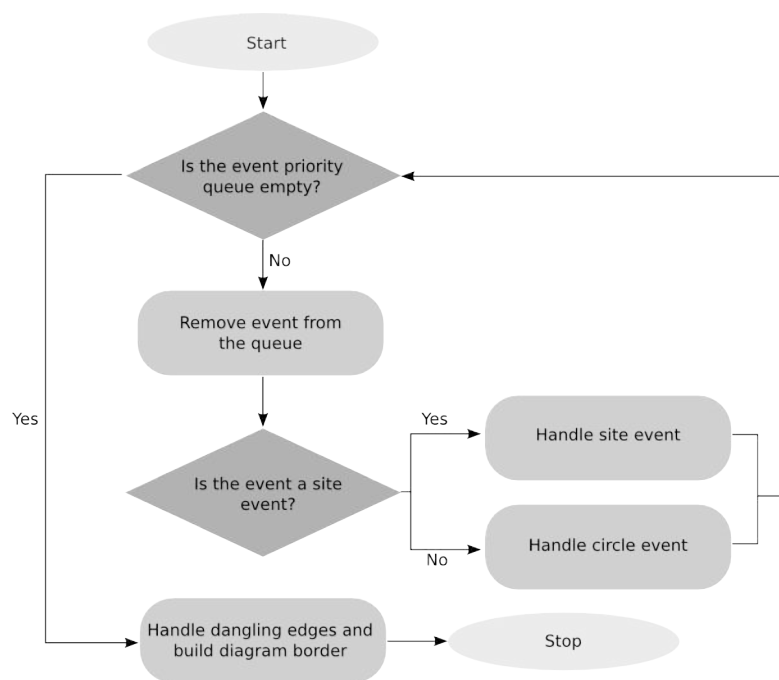 Start
Is the event priority
queue empty?
No
Remove event from
the queue
Yes
Yes
Handle site event
Is the event a site
event?
Handle circle event
No
Handle dangling edges and
build diagram border
Stop